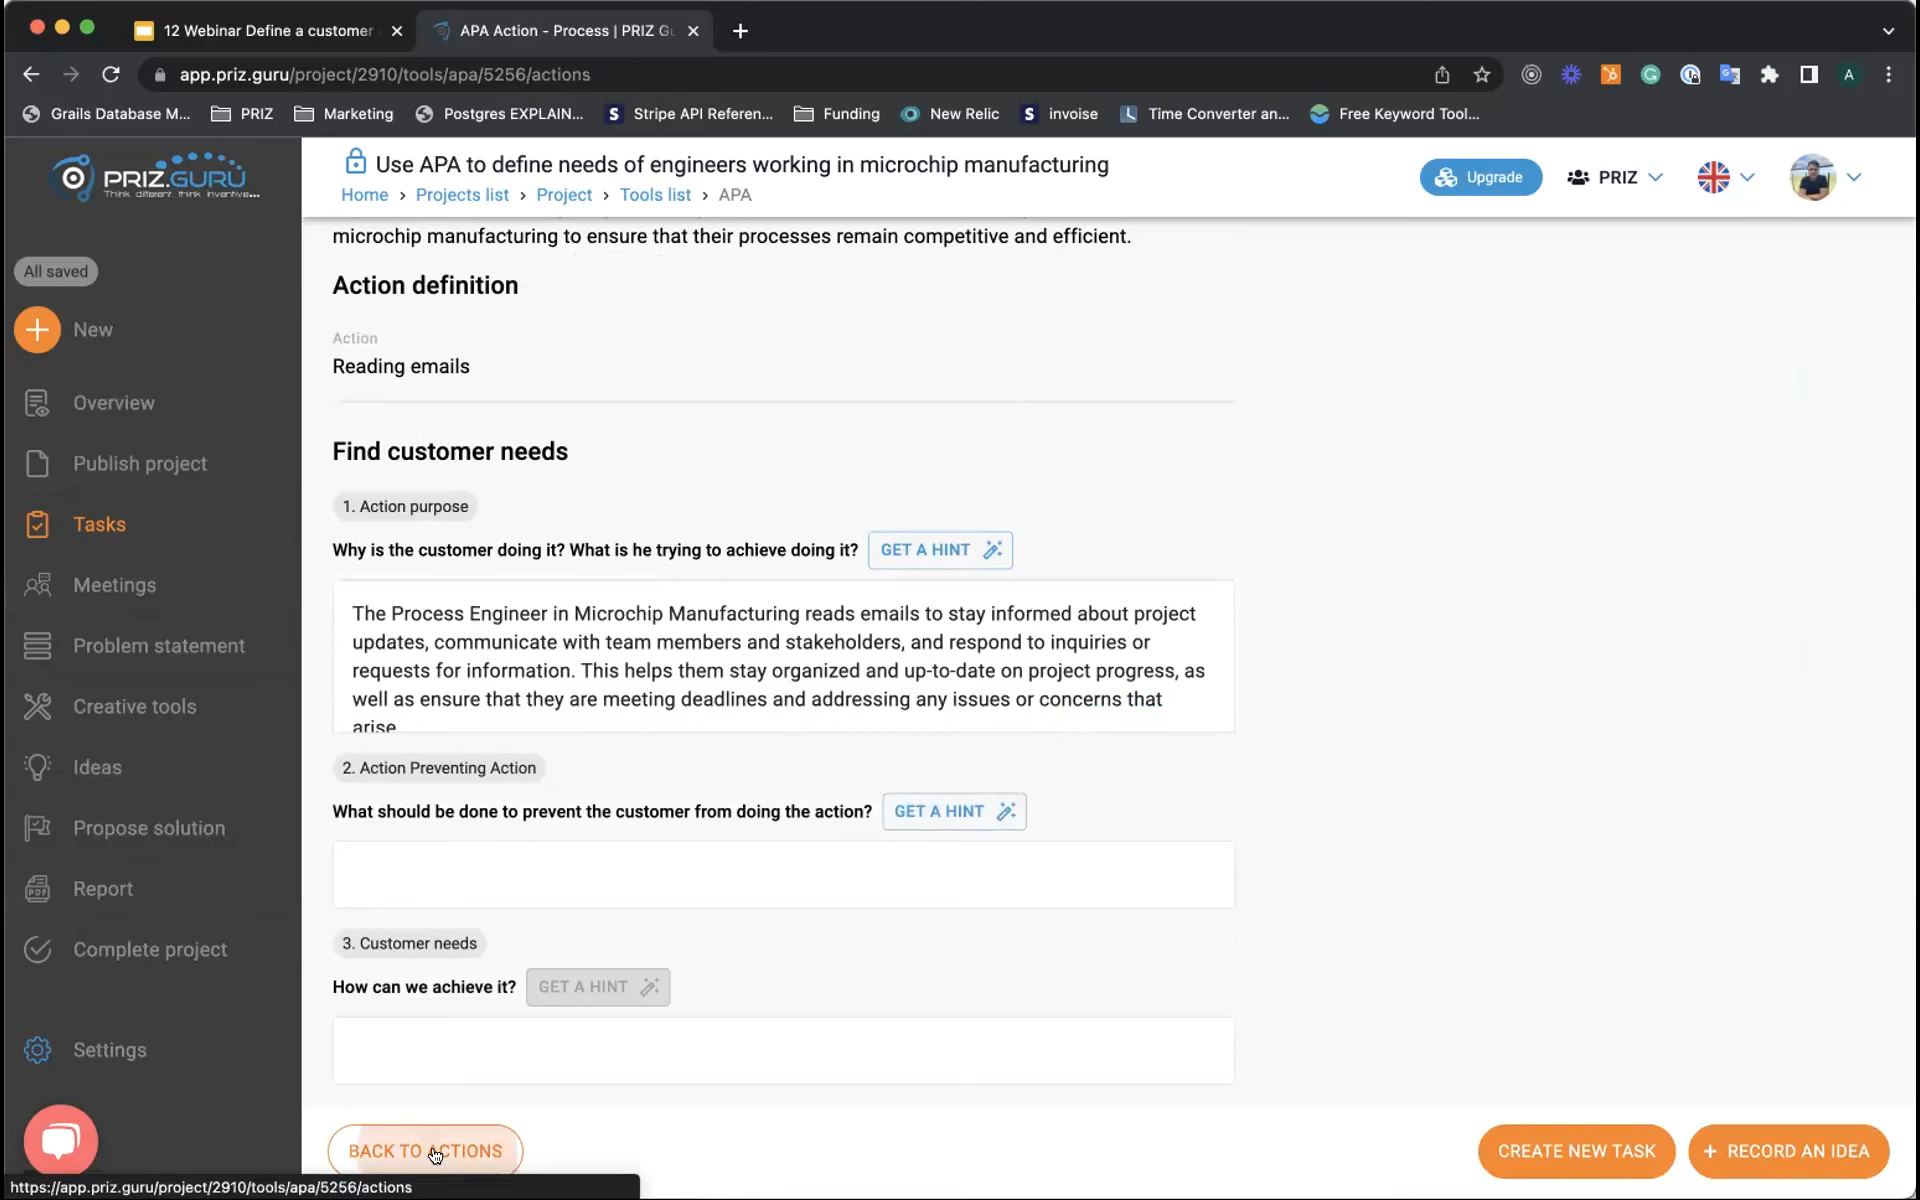 12 Webinar Define a customer
APA Action - Process | PRIZ Gu
app.priz.guru/project/2910/tools/apa/5256/actions
A
Grails Database M...
PRIZ
Marketing
Postgres EXPLAIN...
Stripe API Referen...
Funding
New Relic
invoise
Time Converter an...
Free Keyword Tool...
PRIZ.GURU
Think different, think inventive...
Use APA to define needs of engineers working in microchip manufacturing
Home › Projects list › Project › Tools list › APA
Upgrade
PRIZ
All saved
New
Overview
Publish project
Tasks
Meetings
Problem statement
Creative tools
Ideas
Propose solution
Report
Complete project
Settings
microchip manufacturing to ensure that their processes remain competitive and efficient.
Action definition
Action
Reading emails
Find customer needs
1. Action purpose
Why is the customer doing it? What is he trying to achieve doing it?
GET A HINT
The Process Engineer in Microchip Manufacturing reads emails to stay informed about project
updates, communicate with team members and stakeholders, and respond to inquiries or
requests for information. This helps them stay organized and up-to-date on project progress, as
well as ensure that they are meeting deadlines and addressing any issues or concerns that
arise
2. Action Preventing Action
What should be done to prevent the customer from doing the action?
GET A HINT
3. Customer needs
How can we achieve it?
GET A HINT
BACK TO ACTIONS
CREATE NEW TASK
+ RECORD AN IDEA
https://app.priz.guru/project/2910/tools/apa/5256/actions